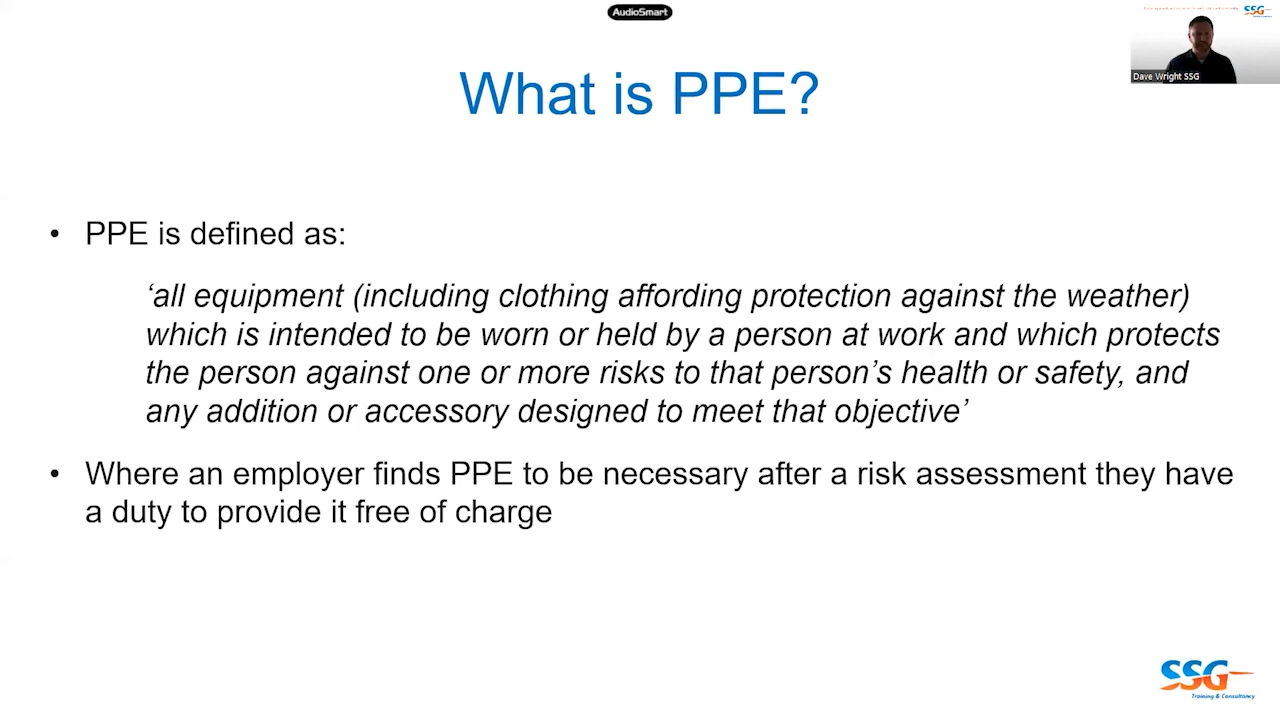 AudioSmart
SSG
Dave Wright SSG
What is PPE?
• PPE is defined as:
‘all equipment (including clothing affording protection against the weather)
which is intended to be worn or held by a person at work and which protects
the person against one or more risks to that person’s health or safety, and
any addition or accessory designed to meet that objective’
• Where an employer finds PPE to be necessary after a risk assessment they have
a duty to provide it free of charge
SSG
Training & Consultancy